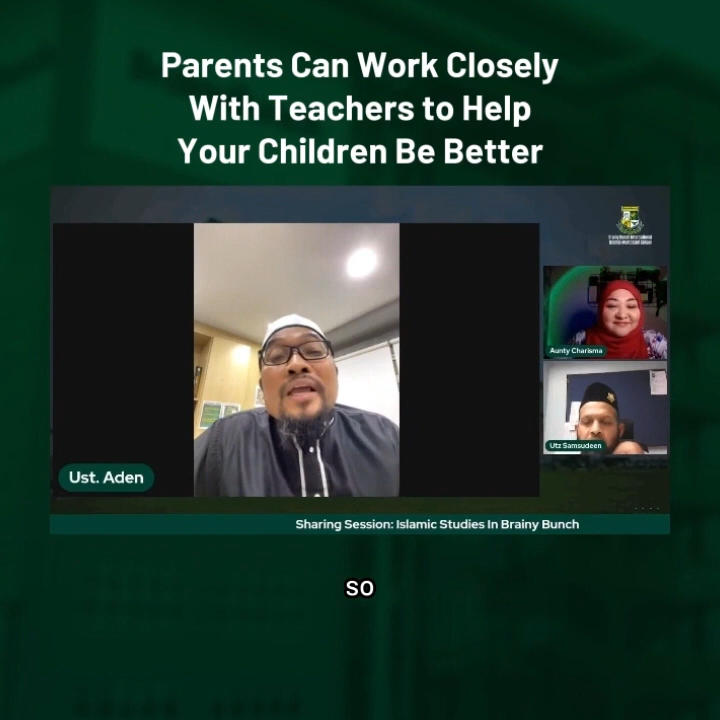 Parents Can Work Closely
With Teachers to Help
Your Children Be Better
Aunty Charisma
Utz Samsudeen
Ust. Aden
Sharing Session: Islamic Studies In Brainy Bunch
so